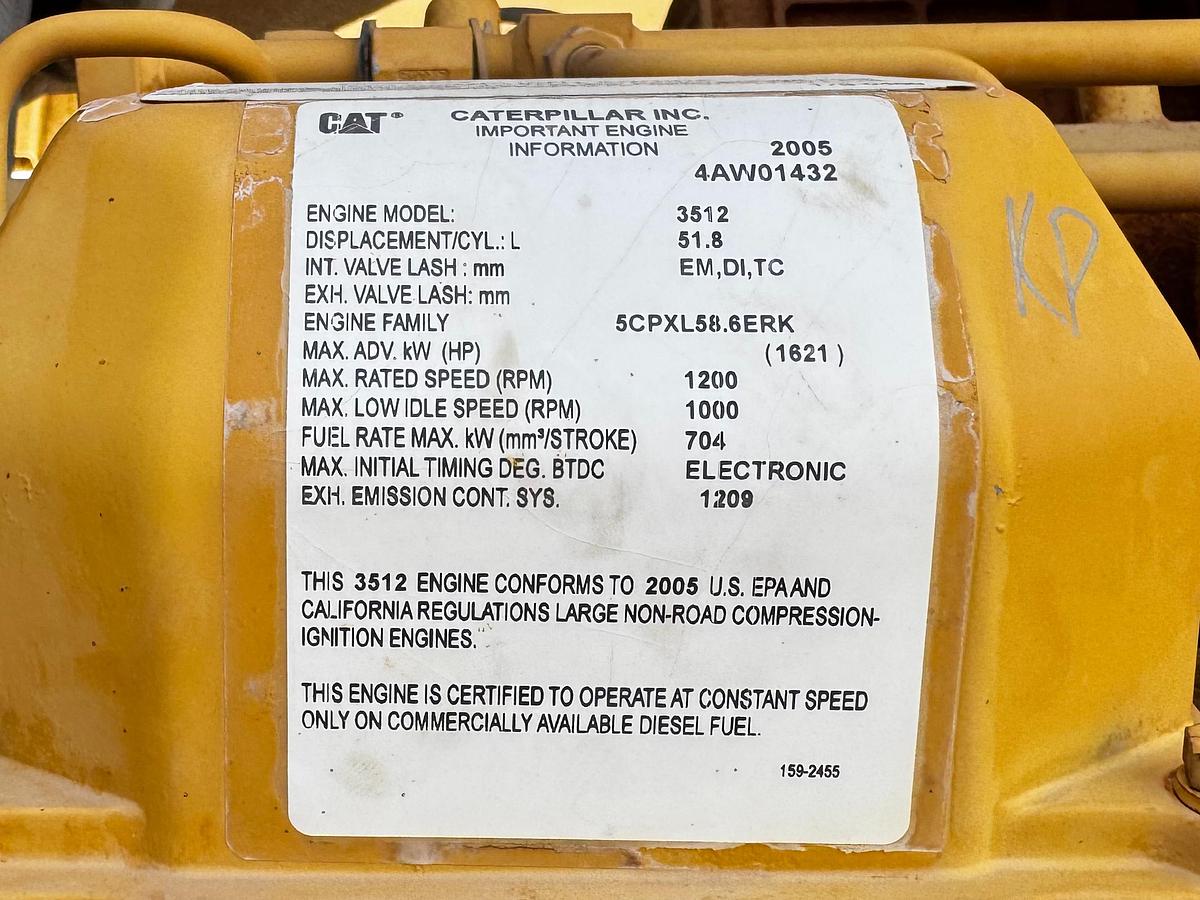 CAT® CATERPILLAR INC.
IMPORTANT ENGINE
INFORMATION 2005
4AW01432
ENGINE MODEL: 3512
DISPLACEMENT/CYL.: L 51.8
INT. VALVE LASH : mm EM,DI,TC
EXH. VALVE LASH: mm
ENGINE FAMILY 5CPXL58.6ERK
MAX. ADV. kW (HP) (1621 )
MAX. RATED SPEED (RPM) 1200
MAX. LOW IDLE SPEED (RPM) 1000
FUEL RATE MAX. kW (mm³/STROKE) 704
MAX. INITIAL TIMING DEG. BTDC ELECTRONIC
EXH. EMISSION CONT. SYS. 1209
THIS 3512 ENGINE CONFORMS TO 2005 U.S. EPA AND
CALIFORNIA REGULATIONS LARGE NON-ROAD COMPRESSION-
IGNITION ENGINES.
THIS ENGINE IS CERTIFIED TO OPERATE AT CONSTANT SPEED
ONLY ON COMMERCIALLY AVAILABLE DIESEL FUEL.
159-2455
KP